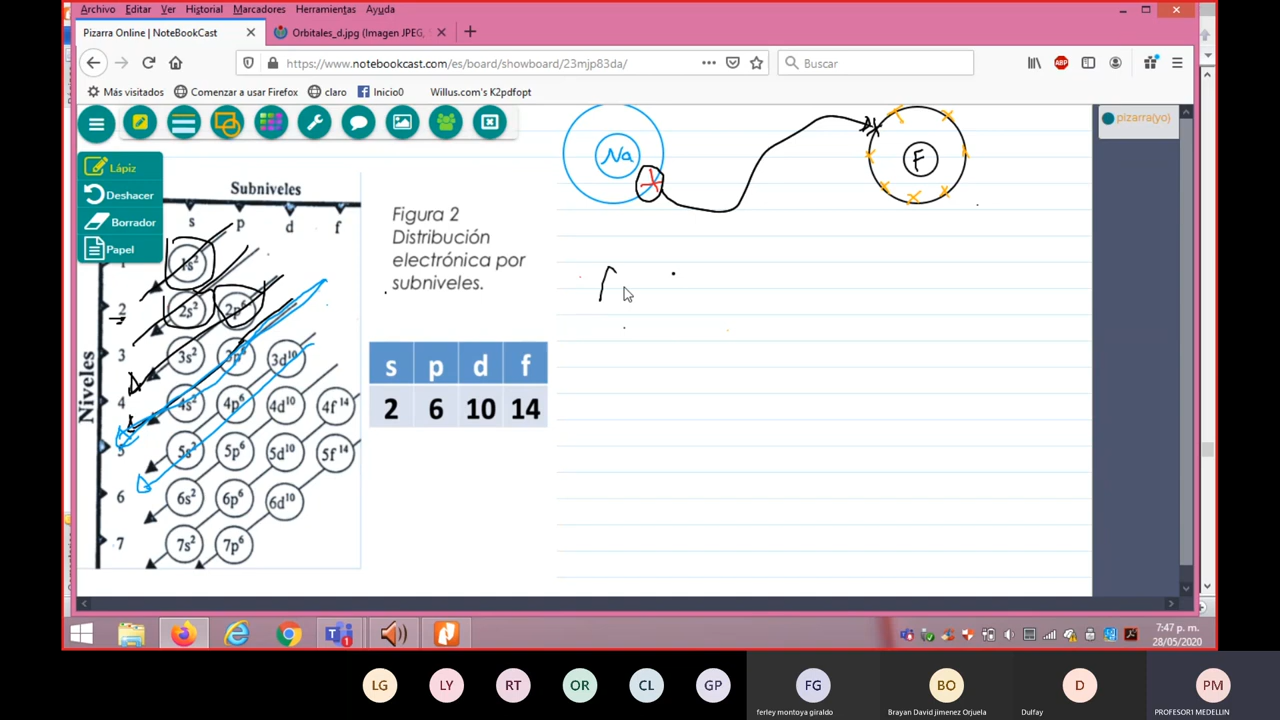 Archivo Editar Ver Historial Marcadores Herramientas Ayuda
Pizarra Online | NoteBookCast
Orbitales_d.jpg (Imagen JPEG,
https://www.notebookcast.com/es/board/showboard/23mjp83da/
Buscar
Más visitados Comenzar a usar Firefox claro Inicio0 Willus.com's K2pdfopt
pizarra(yo)
Lápiz
Deshacer
Borrador
Papel
Subniveles
s p d f
Niveles
1s²
2 2s² 2p⁶
3 3s² 3p⁶ 3d¹⁰
4 4s² 4p⁶ 4d¹⁰ 4f¹⁴
5 5s² 5p⁶ 5d¹⁰ 5f¹⁴
6 6s² 6p⁶ 6d¹⁰
7 7s² 7p⁶
Figura 2
Distribución
electrónica por
subniveles.
s p d f
2 6 10 14
Na
F
7:47 p. m.
28/05/2020
LG LY RT OR CL GP FG BO D PM
ferley montoya giraldo
Brayan David jimenez Orjuela
Dulfay
PROFESOR1 MEDELLIN